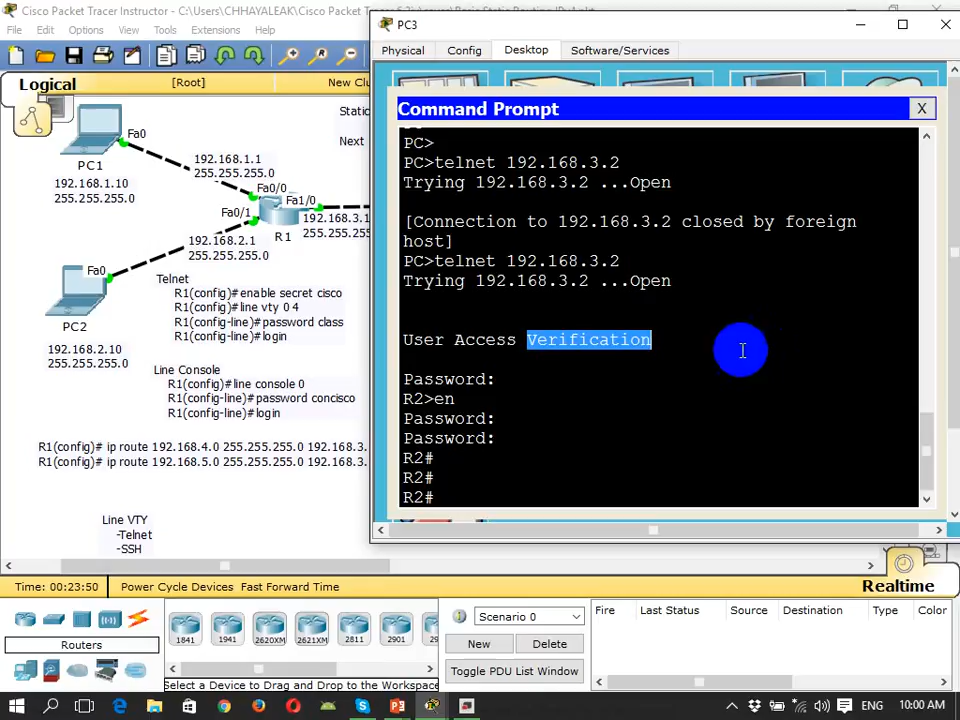 Cisco Packet Tracer Instructor - C:\Users\CHHAYALEAK\Cisco Packet Tracer 6.2\
File Edit Options View Tools Extensions Help
Logical
[Root]
New Clu
Static
Next
Fa0
PC1
192.168.1.10
255.255.255.0
192.168.1.1
255.255.255.0
Fa0/0
Fa1/0
Fa0/1
192.168.3.1
255.255.255.0
R1
192.168.2.1
255.255.255.0
Fa0
PC2
192.168.2.10
255.255.255.0
Telnet
R1(config)#enable secret cisco
R1(config)#line vty 0 4
R1(config-line)#password class
R1(config-line)#login
Line Console
R1(config)#line console 0
R1(config-line)#password concisco
R1(config-line)#login
R1(config)# ip route 192.168.4.0 255.255.255.0 192.168.3.
R1(config)# ip route 192.168.5.0 255.255.255.0 192.168.3.
Line VTY
-Telnet
-SSH
PC3
Physical Config Desktop Software/Services
Command Prompt
X
PC>
PC>telnet 192.168.3.2
Trying 192.168.3.2 ...Open
[Connection to 192.168.3.2 closed by foreign
host]
PC>telnet 192.168.3.2
Trying 192.168.3.2 ...Open
User Access Verification
Password:
R2>en
Password:
Password:
R2#
R2#
R2#
Time: 00:23:50 Power Cycle Devices Fast Forward Time
Realtime
Routers
1841 1941 2620XM 2621XM 2811 2901 29
Select a Device to Drag and Drop to the Workspace
Scenario 0
New Delete
Toggle PDU List Window
Fire Last Status Source Destination Type Color
ENG 10:00 AM